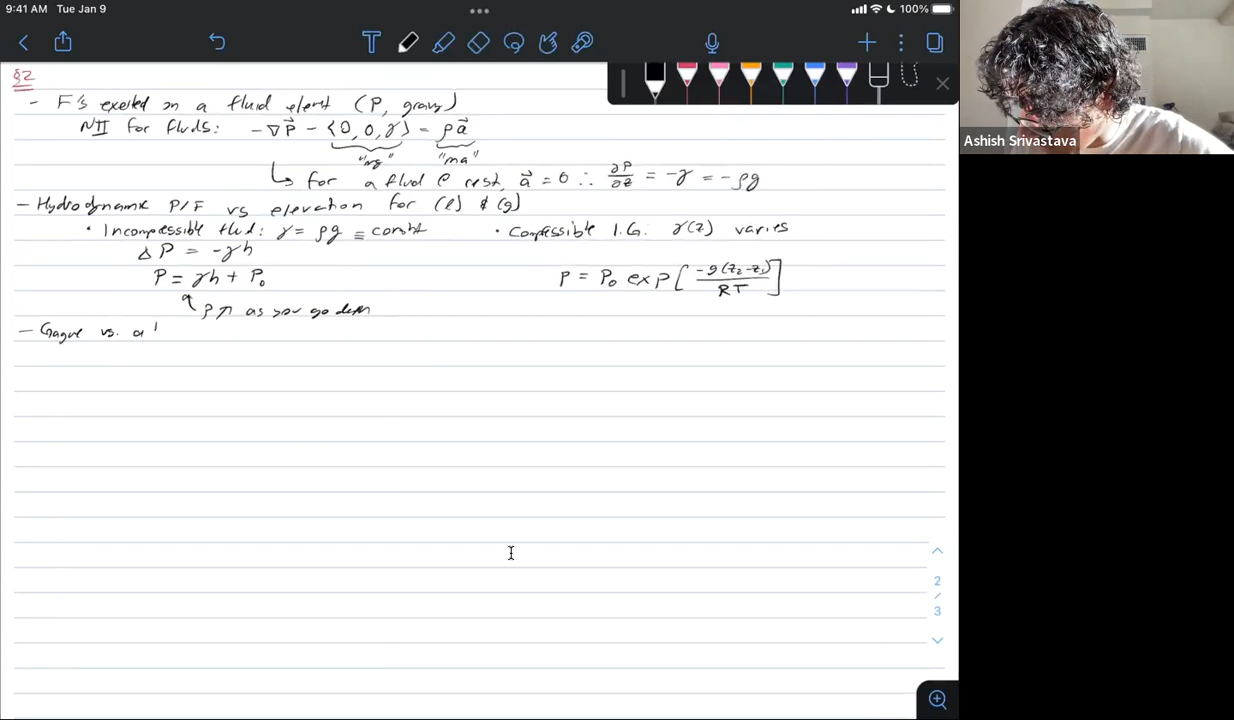 9:41 AM Tue Jan 9
100%
§2
- F's exerted on a fluid elemt (P, gravity)
NII for fluids: -∇P⃗ - <0, 0, γ> = ρa⃗
"mg" "ma"
↳ for a fluid @ rest, a⃗ = 0 ∴ ∂P/∂z = -γ = -ρg
- Hydrodynamic P/F vs elevation for (l) & (g)
· Incompressible fluid: γ = ρg ≡ const
ΔP = -γh
P = γh + P₀
P↑ as you go down
· Compressible I.G. γ(z) varies
P = P₀ exp[-g(z₂-z₁)/RT]
- Gague vs. a
2
/
3
Ashish Srivastava